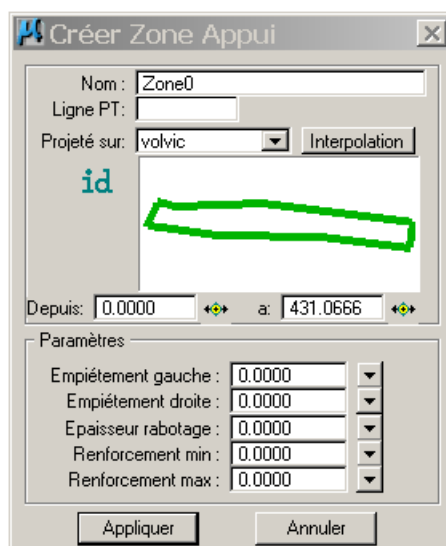 Créer Zone Appui
Nom : Zone0
Ligne PT:
Projeté sur: volvic Interpolation
id
Depuis: 0.0000 a: 431.0666
Paramètres
Empiétement gauche : 0.0000
Empiétement droite : 0.0000
Epaisseur rabotage : 0.0000
Renforcement min : 0.0000
Renforcement max : 0.0000
Appliquer Annuler